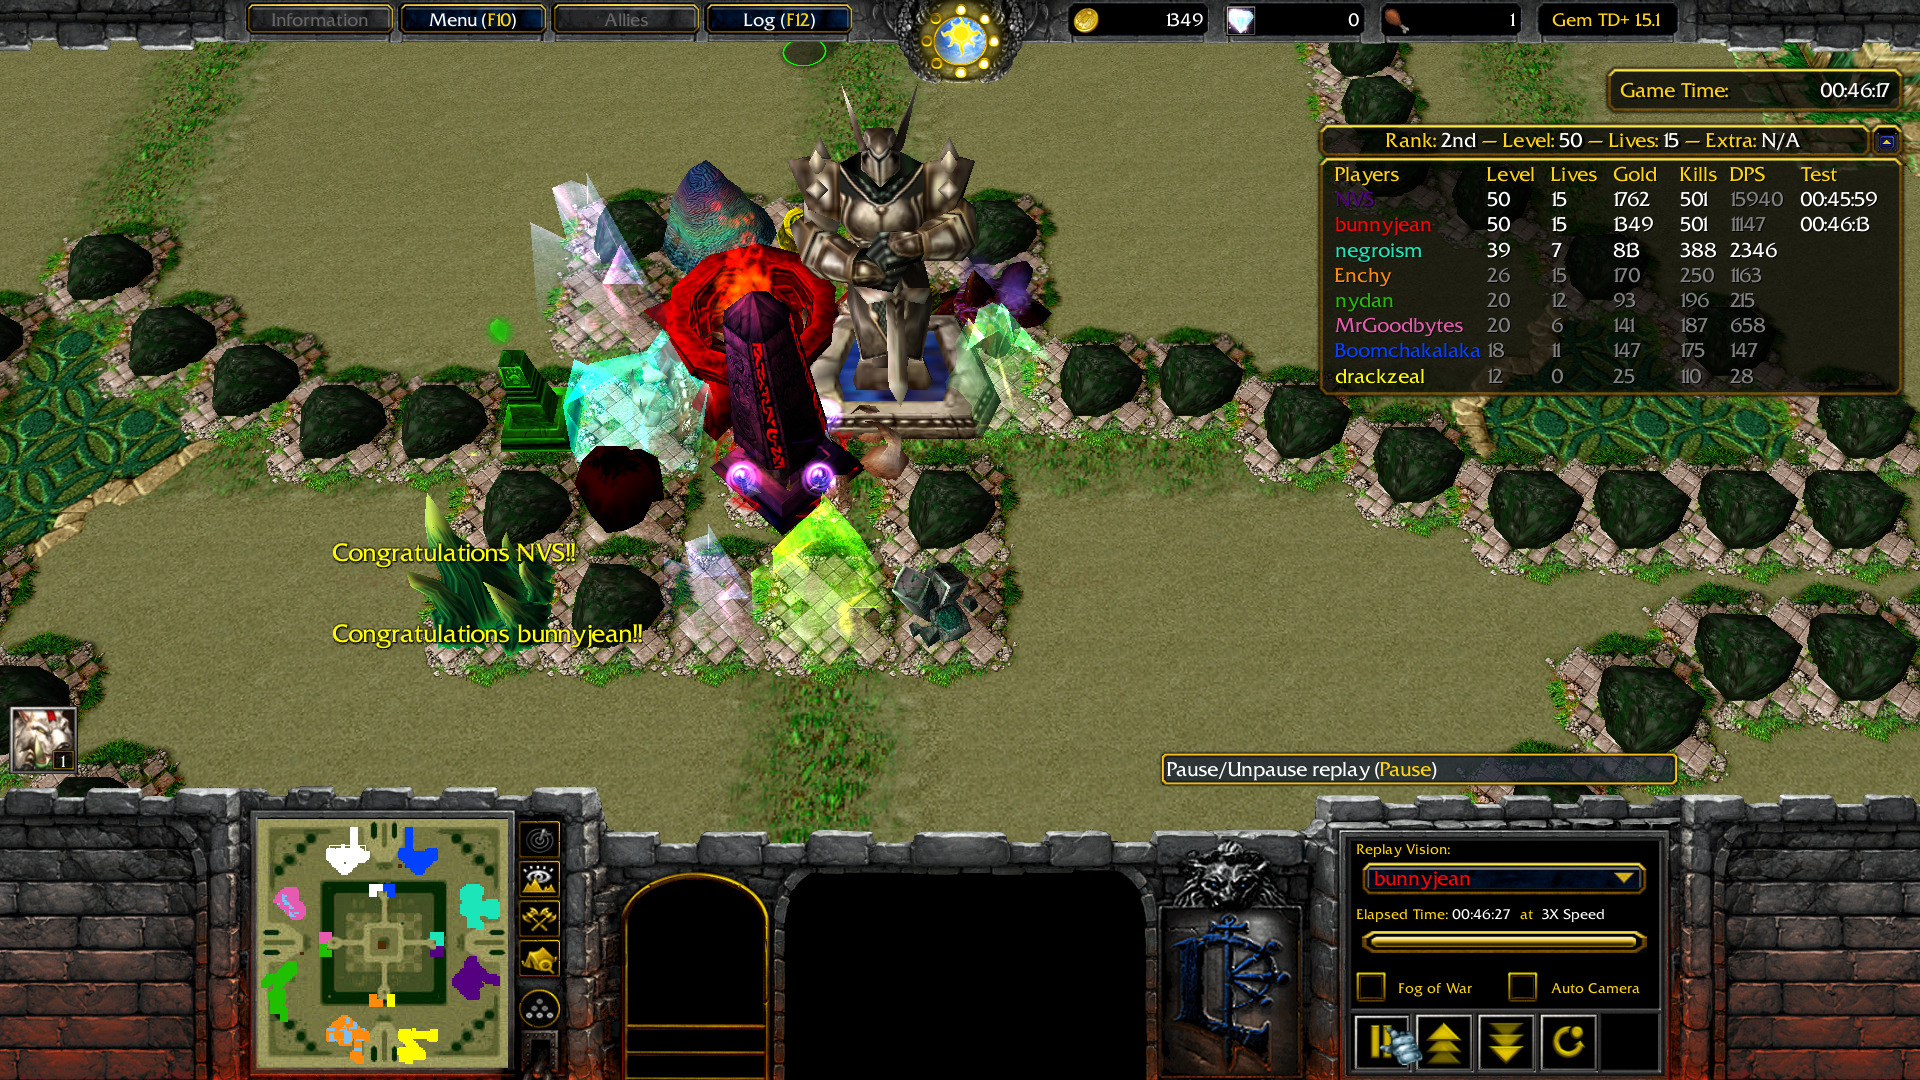 Information
Menu (F10)
Allies
Log (F12)
1349
0
1
Gem TD+ 15.1
Game Time: 00:46:17
Rank: 2nd – Level: 50 – Lives: 15 – Extra: N/A
Players Level Lives Gold Kills DPS Test
NVS 50 15 1762 501 15940 00:45:59
bunnyjean 50 15 1349 501 11147 00:46:13
negroism 39 7 813 388 2346
Enchy 26 15 170 250 1163
nydan 20 12 93 196 215
MrGoodbytes 20 6 141 187 658
Boomchakalaka 18 11 147 175 147
drackzeal 12 0 25 110 28
Congratulations NVS!!
Congratulations bunnyjean!!
1
Pause/Unpause replay (Pause)
Replay Vision:
bunnyjean
Elapsed Time: 00:46:27 at 3X Speed
Fog of War
Auto Camera